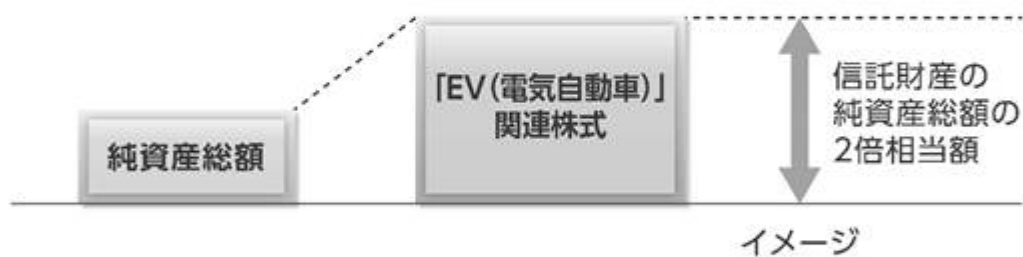 純資産総額
「EV(電気自動車)」
関連株式
信託財産の
純資産総額の
2倍相当額
イメージ